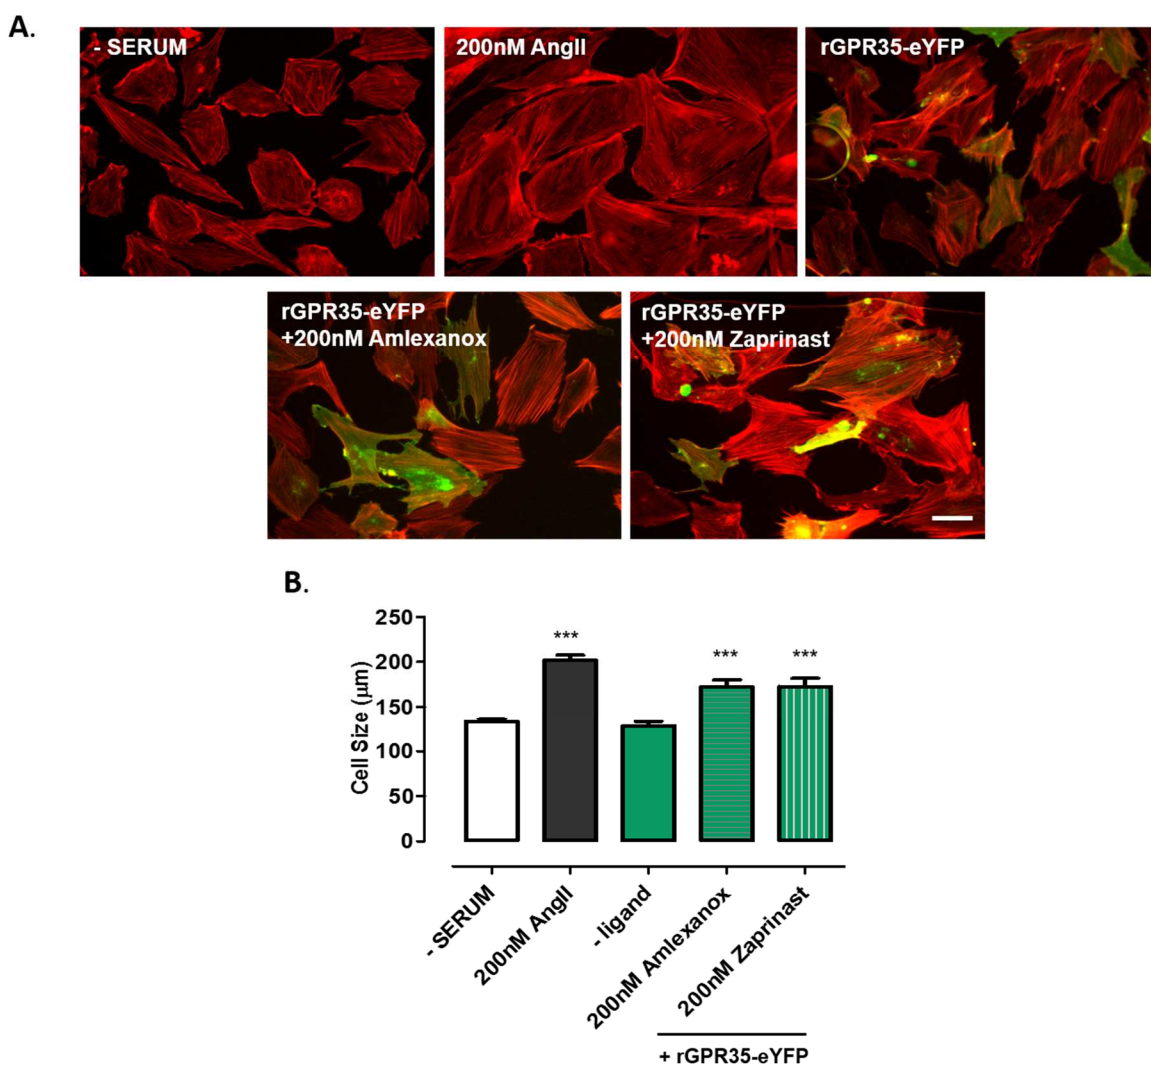 A.
- SERUM
200nM AngII
rGPR35-eYFP
rGPR35-eYFP
+200nM Amlexanox
rGPR35-eYFP
+200nM Zaprinast
B.
250
200
150
100
50
0
Cell Size (μm)
***
***
***
- SERUM
200nM AngII
- ligand
200nM Amlexanox
200nM Zaprinast
+ rGPR35-eYFP